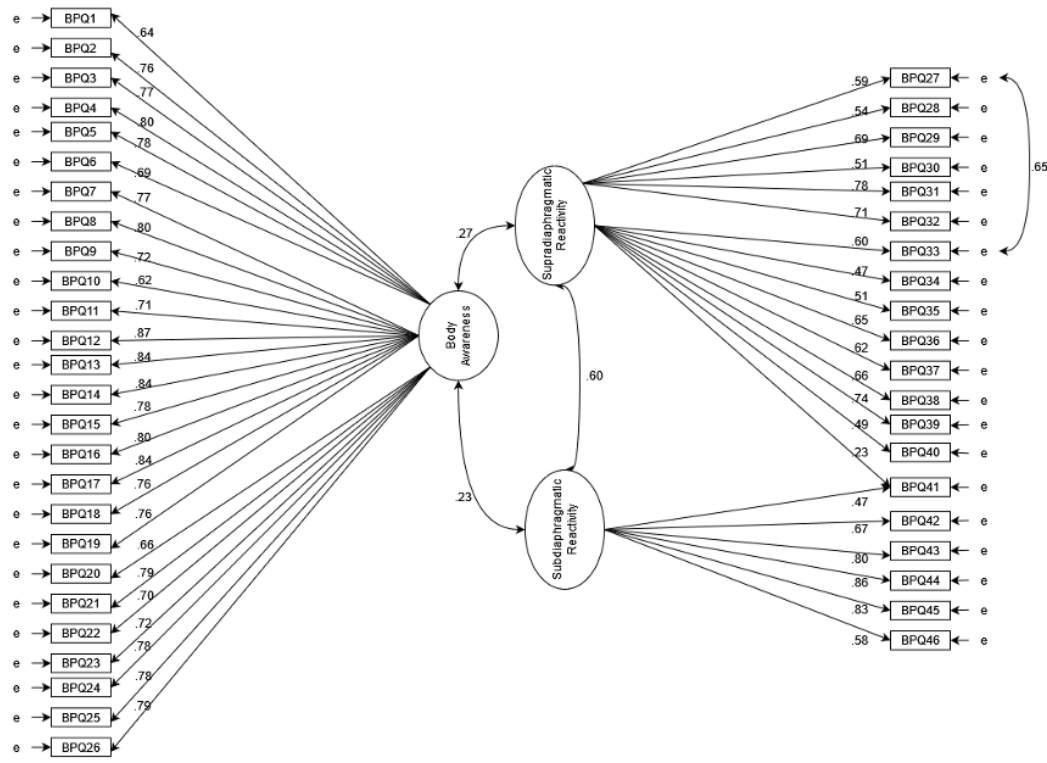 e BPQ1
e BPQ2
e BPQ3
e BPQ4
e BPQ5
e BPQ6
e BPQ7
e BPQ8
e BPQ9
e BPQ10
e BPQ11
e BPQ12
e BPQ13
e BPQ14
e BPQ15
e BPQ16
e BPQ17
e BPQ18
e BPQ19
e BPQ20
e BPQ21
e BPQ22
e BPQ23
e BPQ24
e BPQ25
e BPQ26
.64
.76
.77
.80
.78
.69
.77
.80
.72
.62
.71
.87
.84
.84
.78
.80
.84
.76
.76
.66
.79
.70
.72
.78
.78
.79
Body
Awareness
.27
.23
Supradiaphragmatic
Reactivity
.60
Subdiaphragmatic
Reactivity
.59
.54
.69
.51
.78
.71
.60
.47
.51
.65
.62
.66
.74
.49
.23
.47
.67
.80
.86
.83
.58
BPQ27 e
BPQ28 e
BPQ29 e
BPQ30 e
BPQ31 e
BPQ32 e
BPQ33 e
BPQ34 e
BPQ35 e
BPQ36 e
BPQ37 e
BPQ38 e
BPQ39 e
BPQ40 e
BPQ41 e
BPQ42 e
BPQ43 e
BPQ44 e
BPQ45 e
BPQ46 e
.65